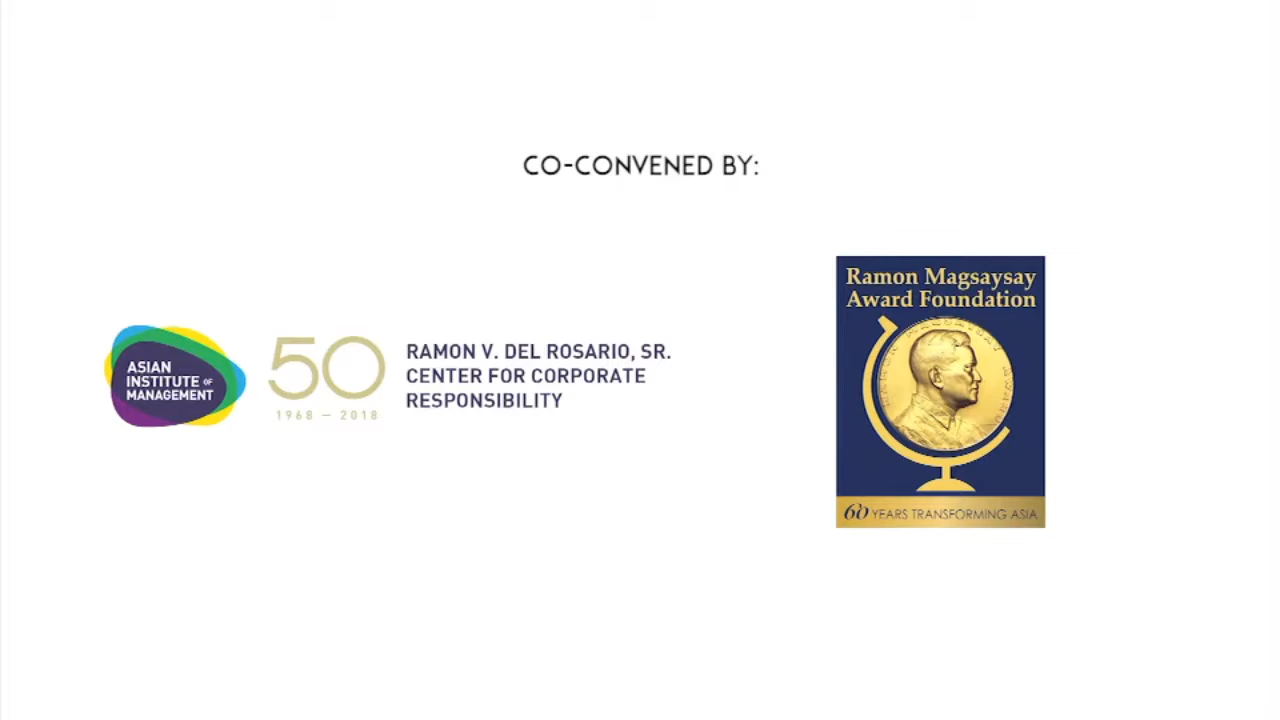 CO-CONVENED BY:
ASIAN
INSTITUTE OF
MANAGEMENT
50
1968 – 2018
RAMON V. DEL ROSARIO, SR.
CENTER FOR CORPORATE
RESPONSIBILITY
Ramon Magsaysay
Award Foundation
60 YEARS TRANSFORMING ASIA